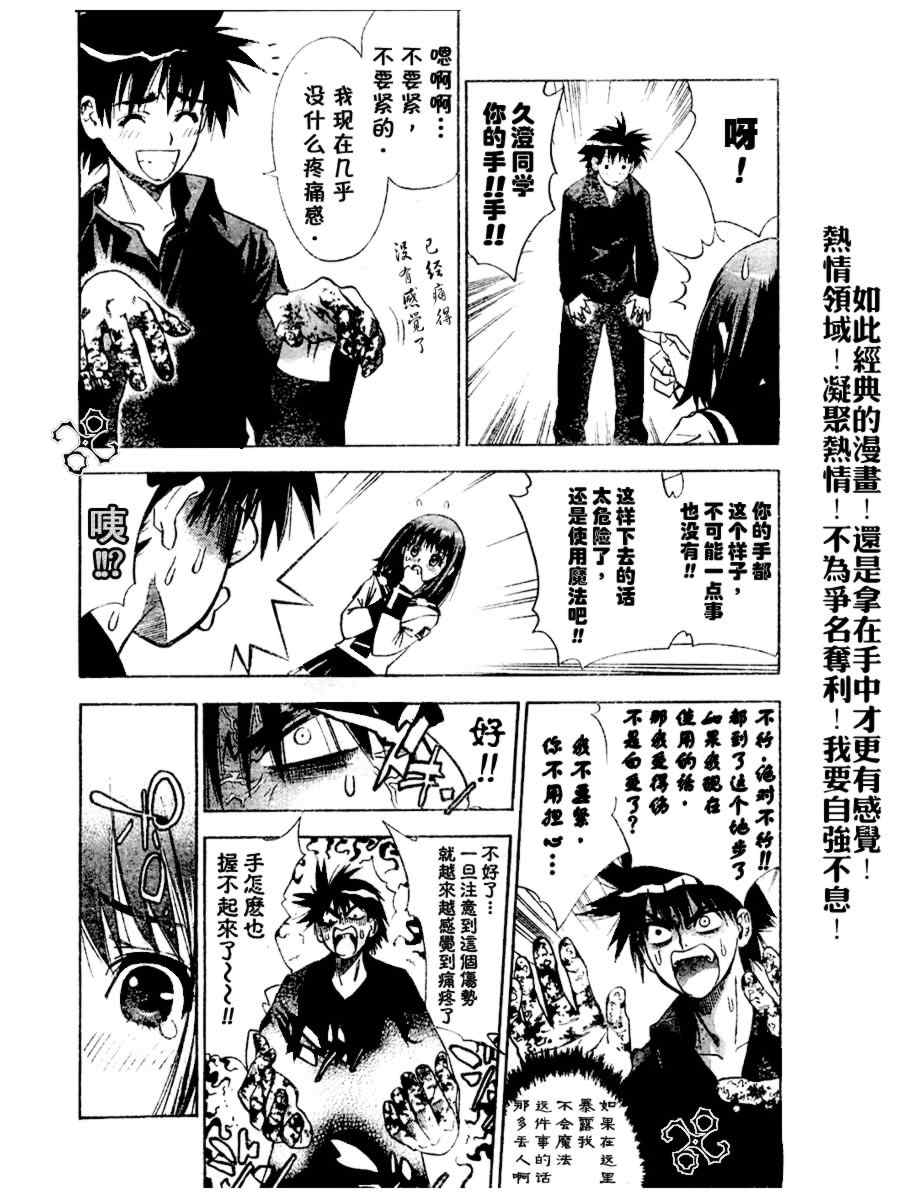 呀！
久澄同学
你的手!!手!!
嗯啊啊…
不要紧，
不要紧的．
我现在几乎
没什么疼痛感．
已经痛得
没有感觉了
你的手都
这个样子，
不可能一点事
也没有!!
这样下去的话
太危险了，
还是使用魔法吧!!
咦
!!!?
不行．绝对不行!!
都到了这个地步了
如果我现在
使用的话．
那我受得伤
不是白受了？
我不要紧，
你不用担心…
如果在这里
暴露我
不会魔法
这件事的话
那多丢人啊
好!!
不好了…
一旦注意到這個傷勢
就越來越感覺到痛疼了
手怎麼也
握不起來了～～～!!
如此經典的漫畫！還是拿在手中才更有感覺！
熱情領域！凝聚熱情！不為爭名奪利！我要自強不息！